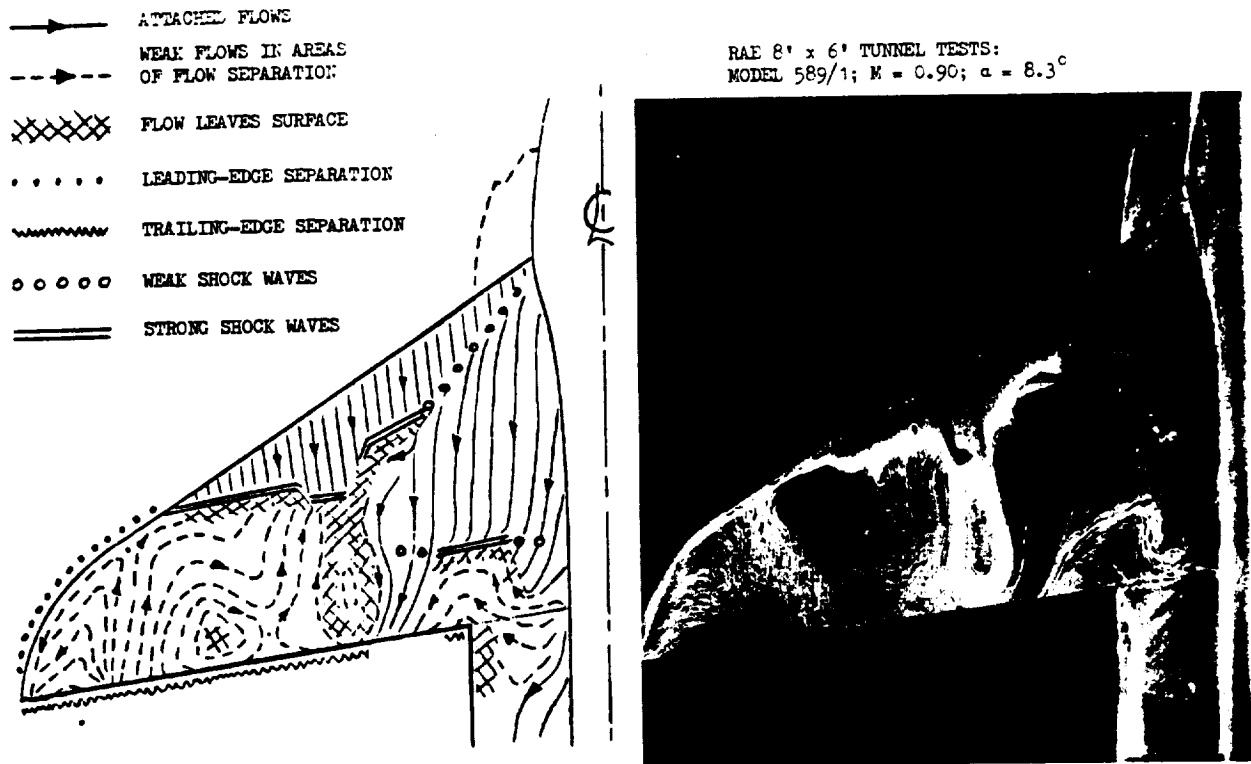 ATTACHED FLOWS
WEAK FLOWS IN AREAS
OF FLOW SEPARATION
FLOW LEAVES SURFACE
LEADING-EDGE SEPARATION
TRAILING-EDGE SEPARATION
WEAK SHOCK WAVES
STRONG SHOCK WAVES
RAE 8' x 6' TUNNEL TESTS:
MODEL 589/1; M = 0.90; α = 8.3°